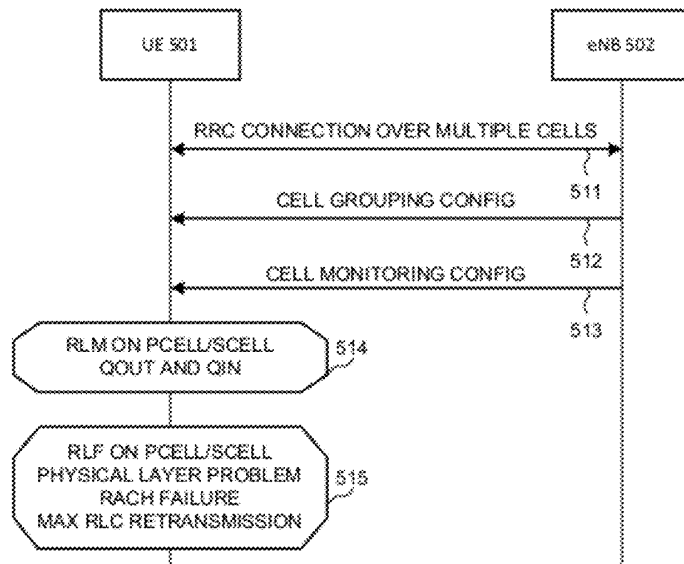 UE 501
eNB 502
RRC CONNECTION OVER MULTIPLE CELLS
511
CELL GROUPING CONFIG
512
CELL MONITORING CONFIG
513
RLM ON PCELL/SCELL
QOUT AND QIN
514
RLF ON PCELL/SCELL
PHYSICAL LAYER PROBLEM
RACH FAILURE
MAX RLC RETRANSMISSION
515